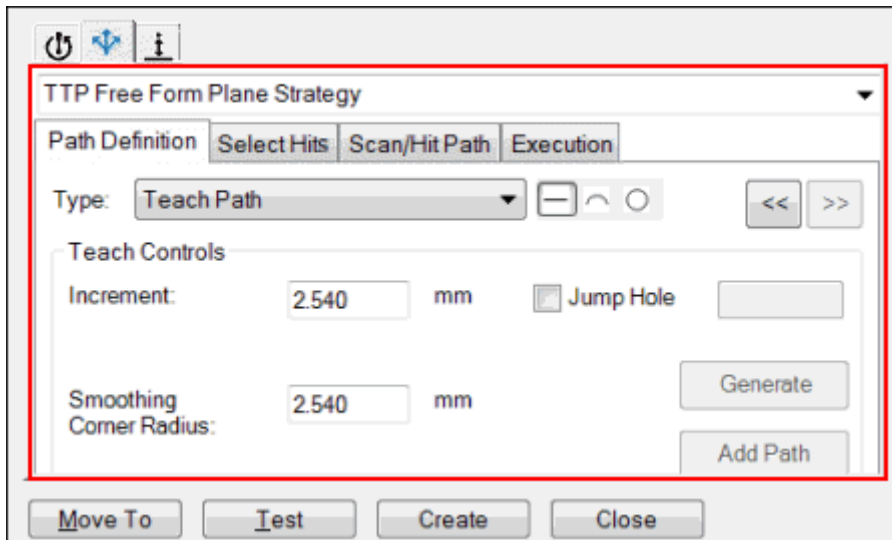 TTP Free Form Plane Strategy
Path Definition Select Hits Scan/Hit Path Execution
Type: Teach Path << >>
Teach Controls
Increment: 2.540 mm Jump Hole
Generate
Smoothing
Corner Radius: 2.540 mm
Add Path
Move To Test Create Close